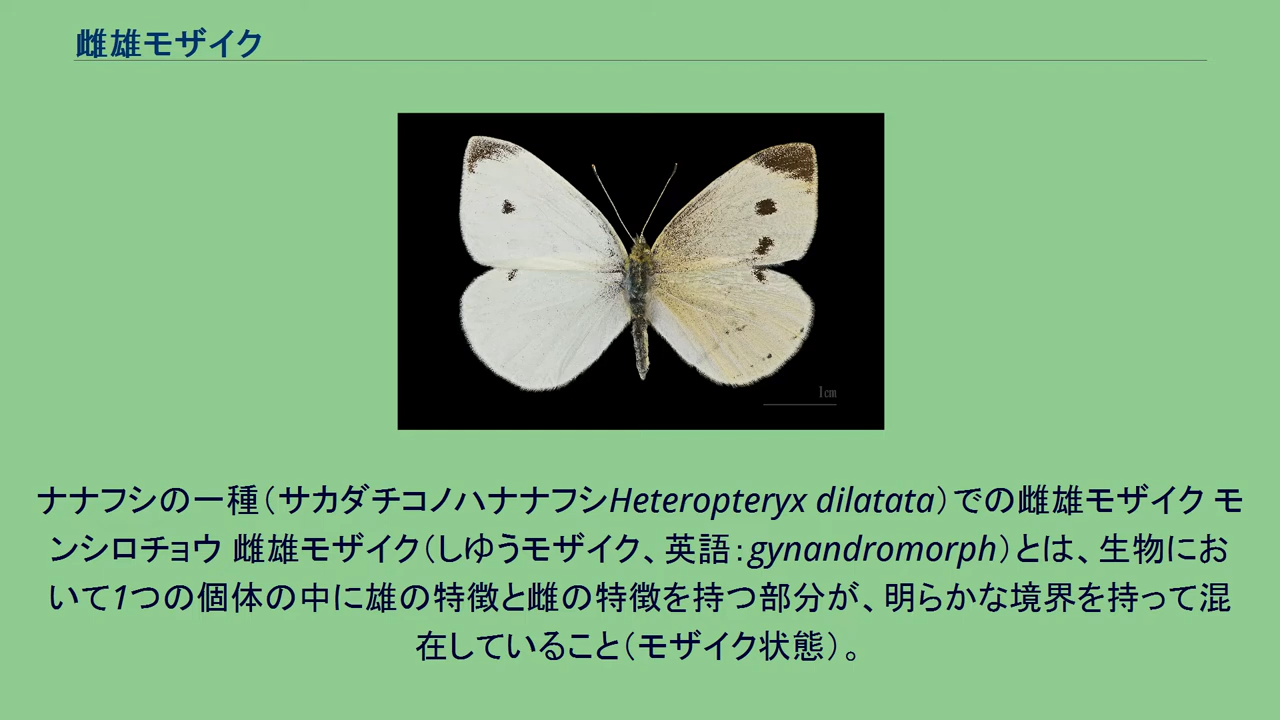 雌雄モザイク
1cm
ナナフシの一種（サカダチコノハナナフシHeteropteryx dilatata）での雌雄モザイク モ
ンシロチョウ 雌雄モザイク（しゆうモザイク、英語：gynandromorph）とは、生物にお
いて1つの個体の中に雄の特徴と雌の特徴を持つ部分が、明らかな境界を持って混
在していること（モザイク状態）。